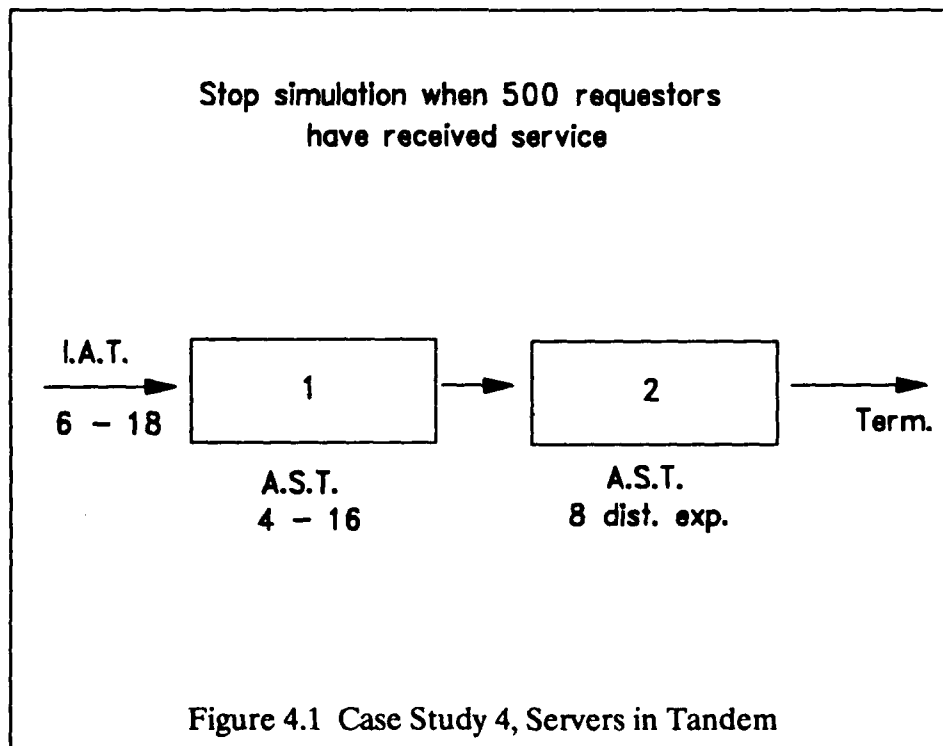 Stop simulation when 500 requestors
have received service
I.A.T.
6 - 18
1
A.S.T.
4 - 16
2
A.S.T.
8 dist. exp.
Term.
Figure 4.1 Case Study 4, Servers in Tandem